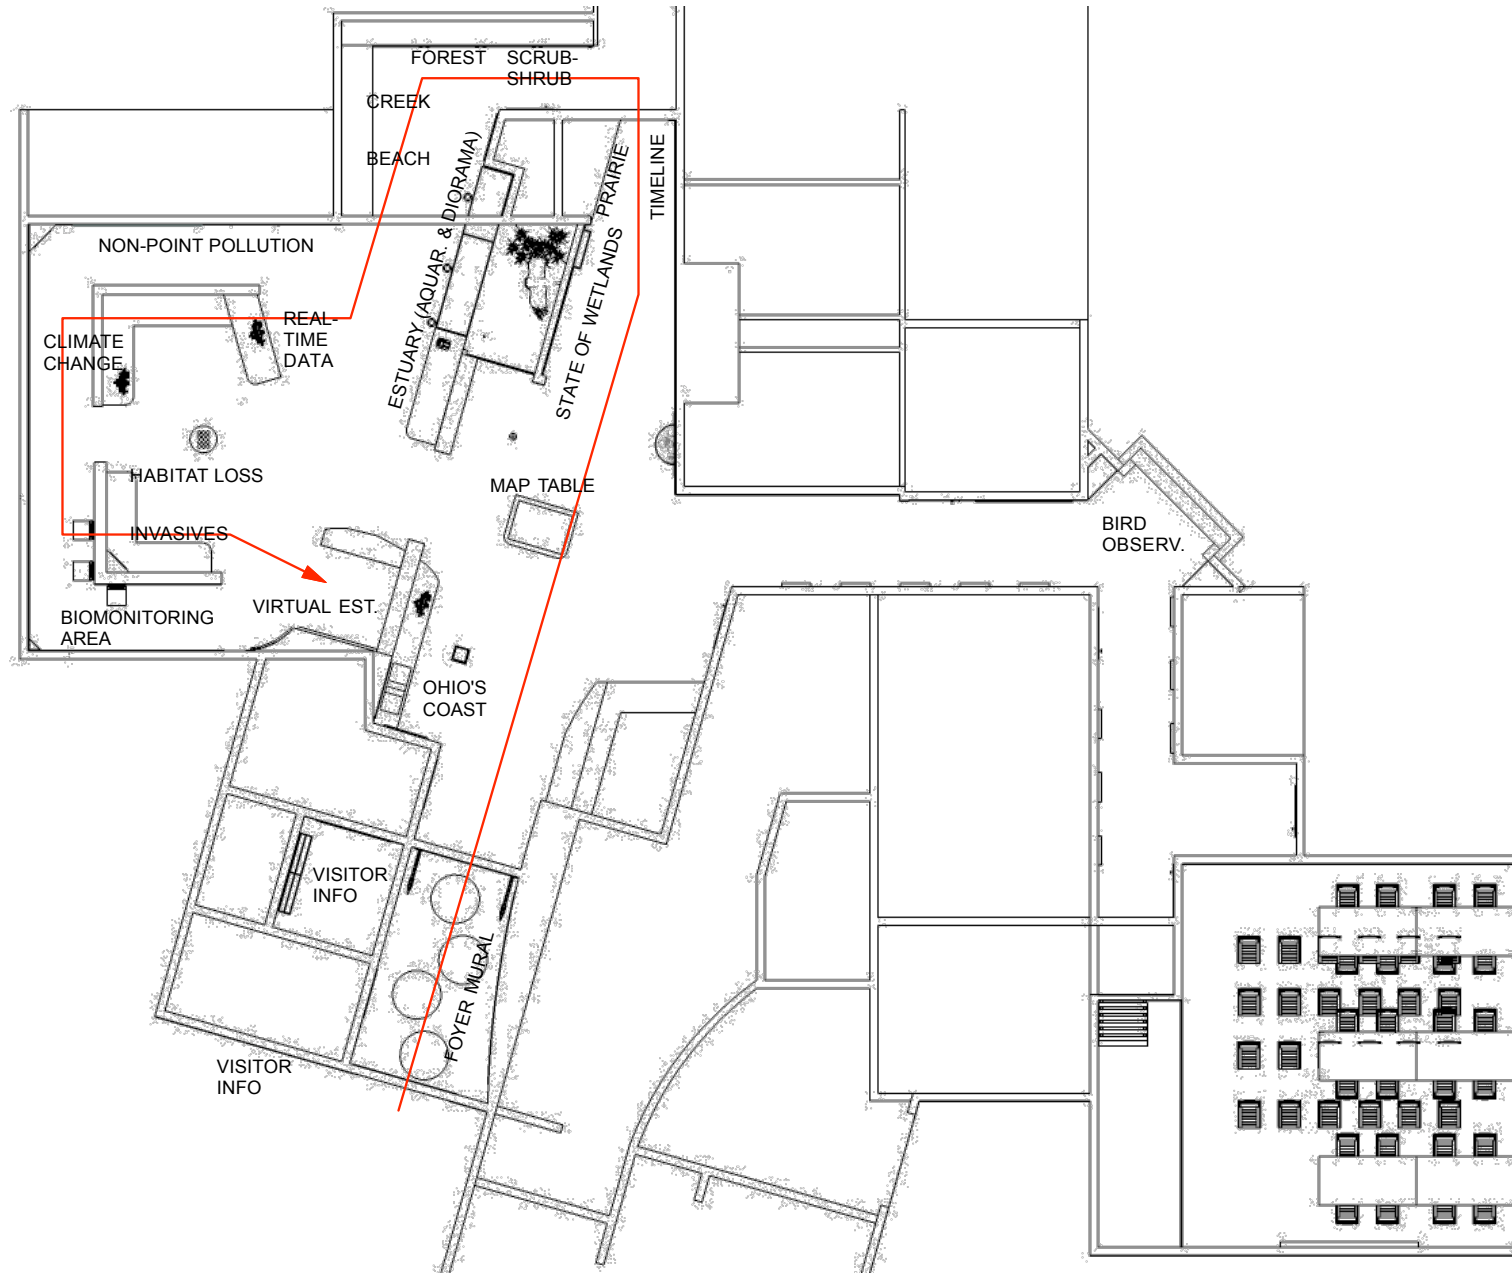 FOREST
SCRUB-
SHRUB
CREEK
BEACH
ESTUARY (AQUAR. & DIORAMA)
STATE OF WETLANDS
PRAIRIE
TIMELINE
NON-POINT POLLUTION
CLIMATE
CHANGE
REAL-
TIME
DATA
HABITAT LOSS
INVASIVES
MAP TABLE
BIRD
OBSERV.
BIOMONITORING
AREA
VIRTUAL EST.
OHIO'S
COAST
VISITOR
INFO
FOYER MURAL
VISITOR
INFO